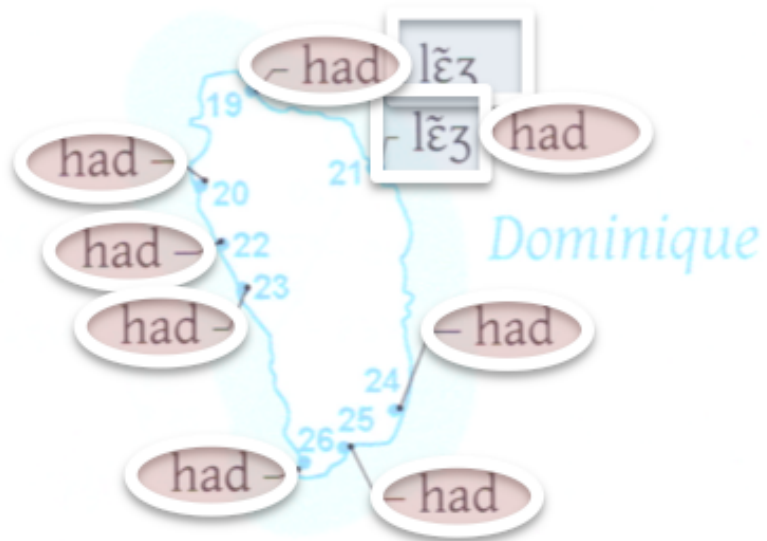 had lɛ̃ʒ
19 lɛ̃ʒ had
had 21
20
had 22 Dominique
23
had had
24
25
26
had had